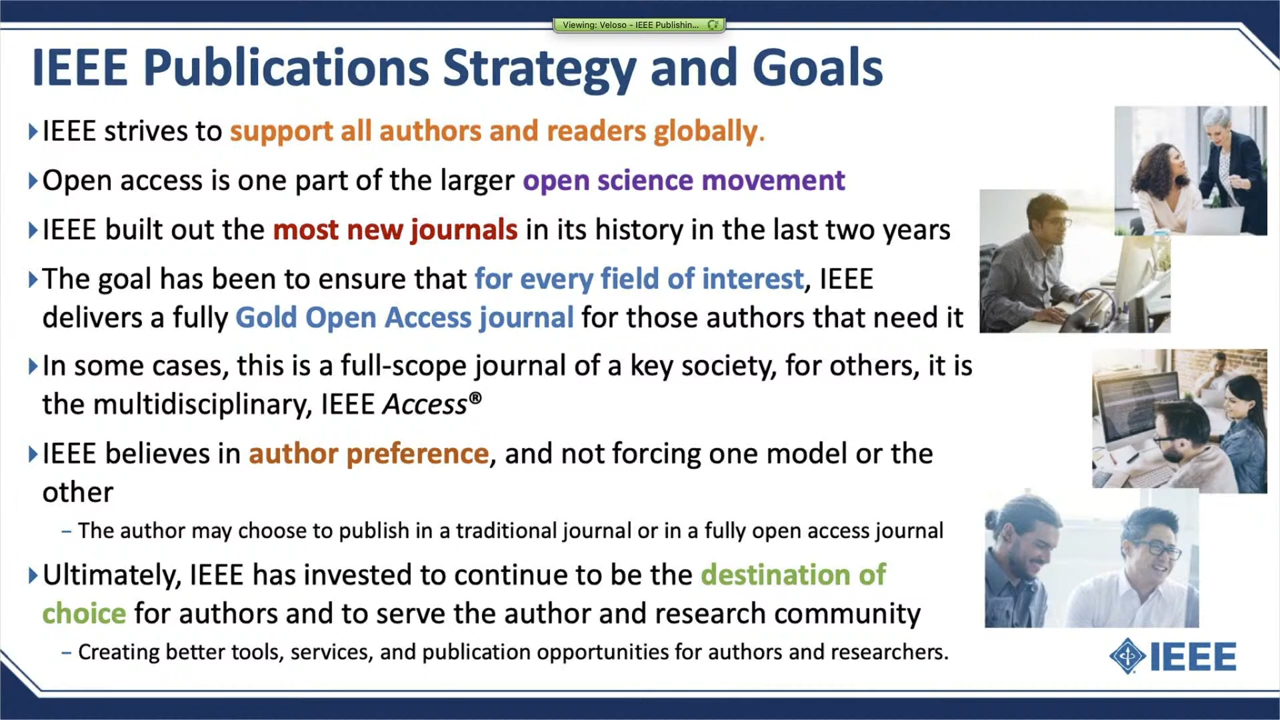 Viewing: Veloso - IEEE Publishin...
IEEE Publications Strategy and Goals
IEEE strives to support all authors and readers globally.
Open access is one part of the larger open science movement
IEEE built out the most new journals in its history in the last two years
The goal has been to ensure that for every field of interest, IEEE
delivers a fully Gold Open Access journal for those authors that need it
In some cases, this is a full-scope journal of a key society, for others, it is
the multidisciplinary, IEEE Access®
IEEE believes in author preference, and not forcing one model or the
other
– The author may choose to publish in a traditional journal or in a fully open access journal
Ultimately, IEEE has invested to continue to be the destination of
choice for authors and to serve the author and research community
– Creating better tools, services, and publication opportunities for authors and researchers.
IEEE